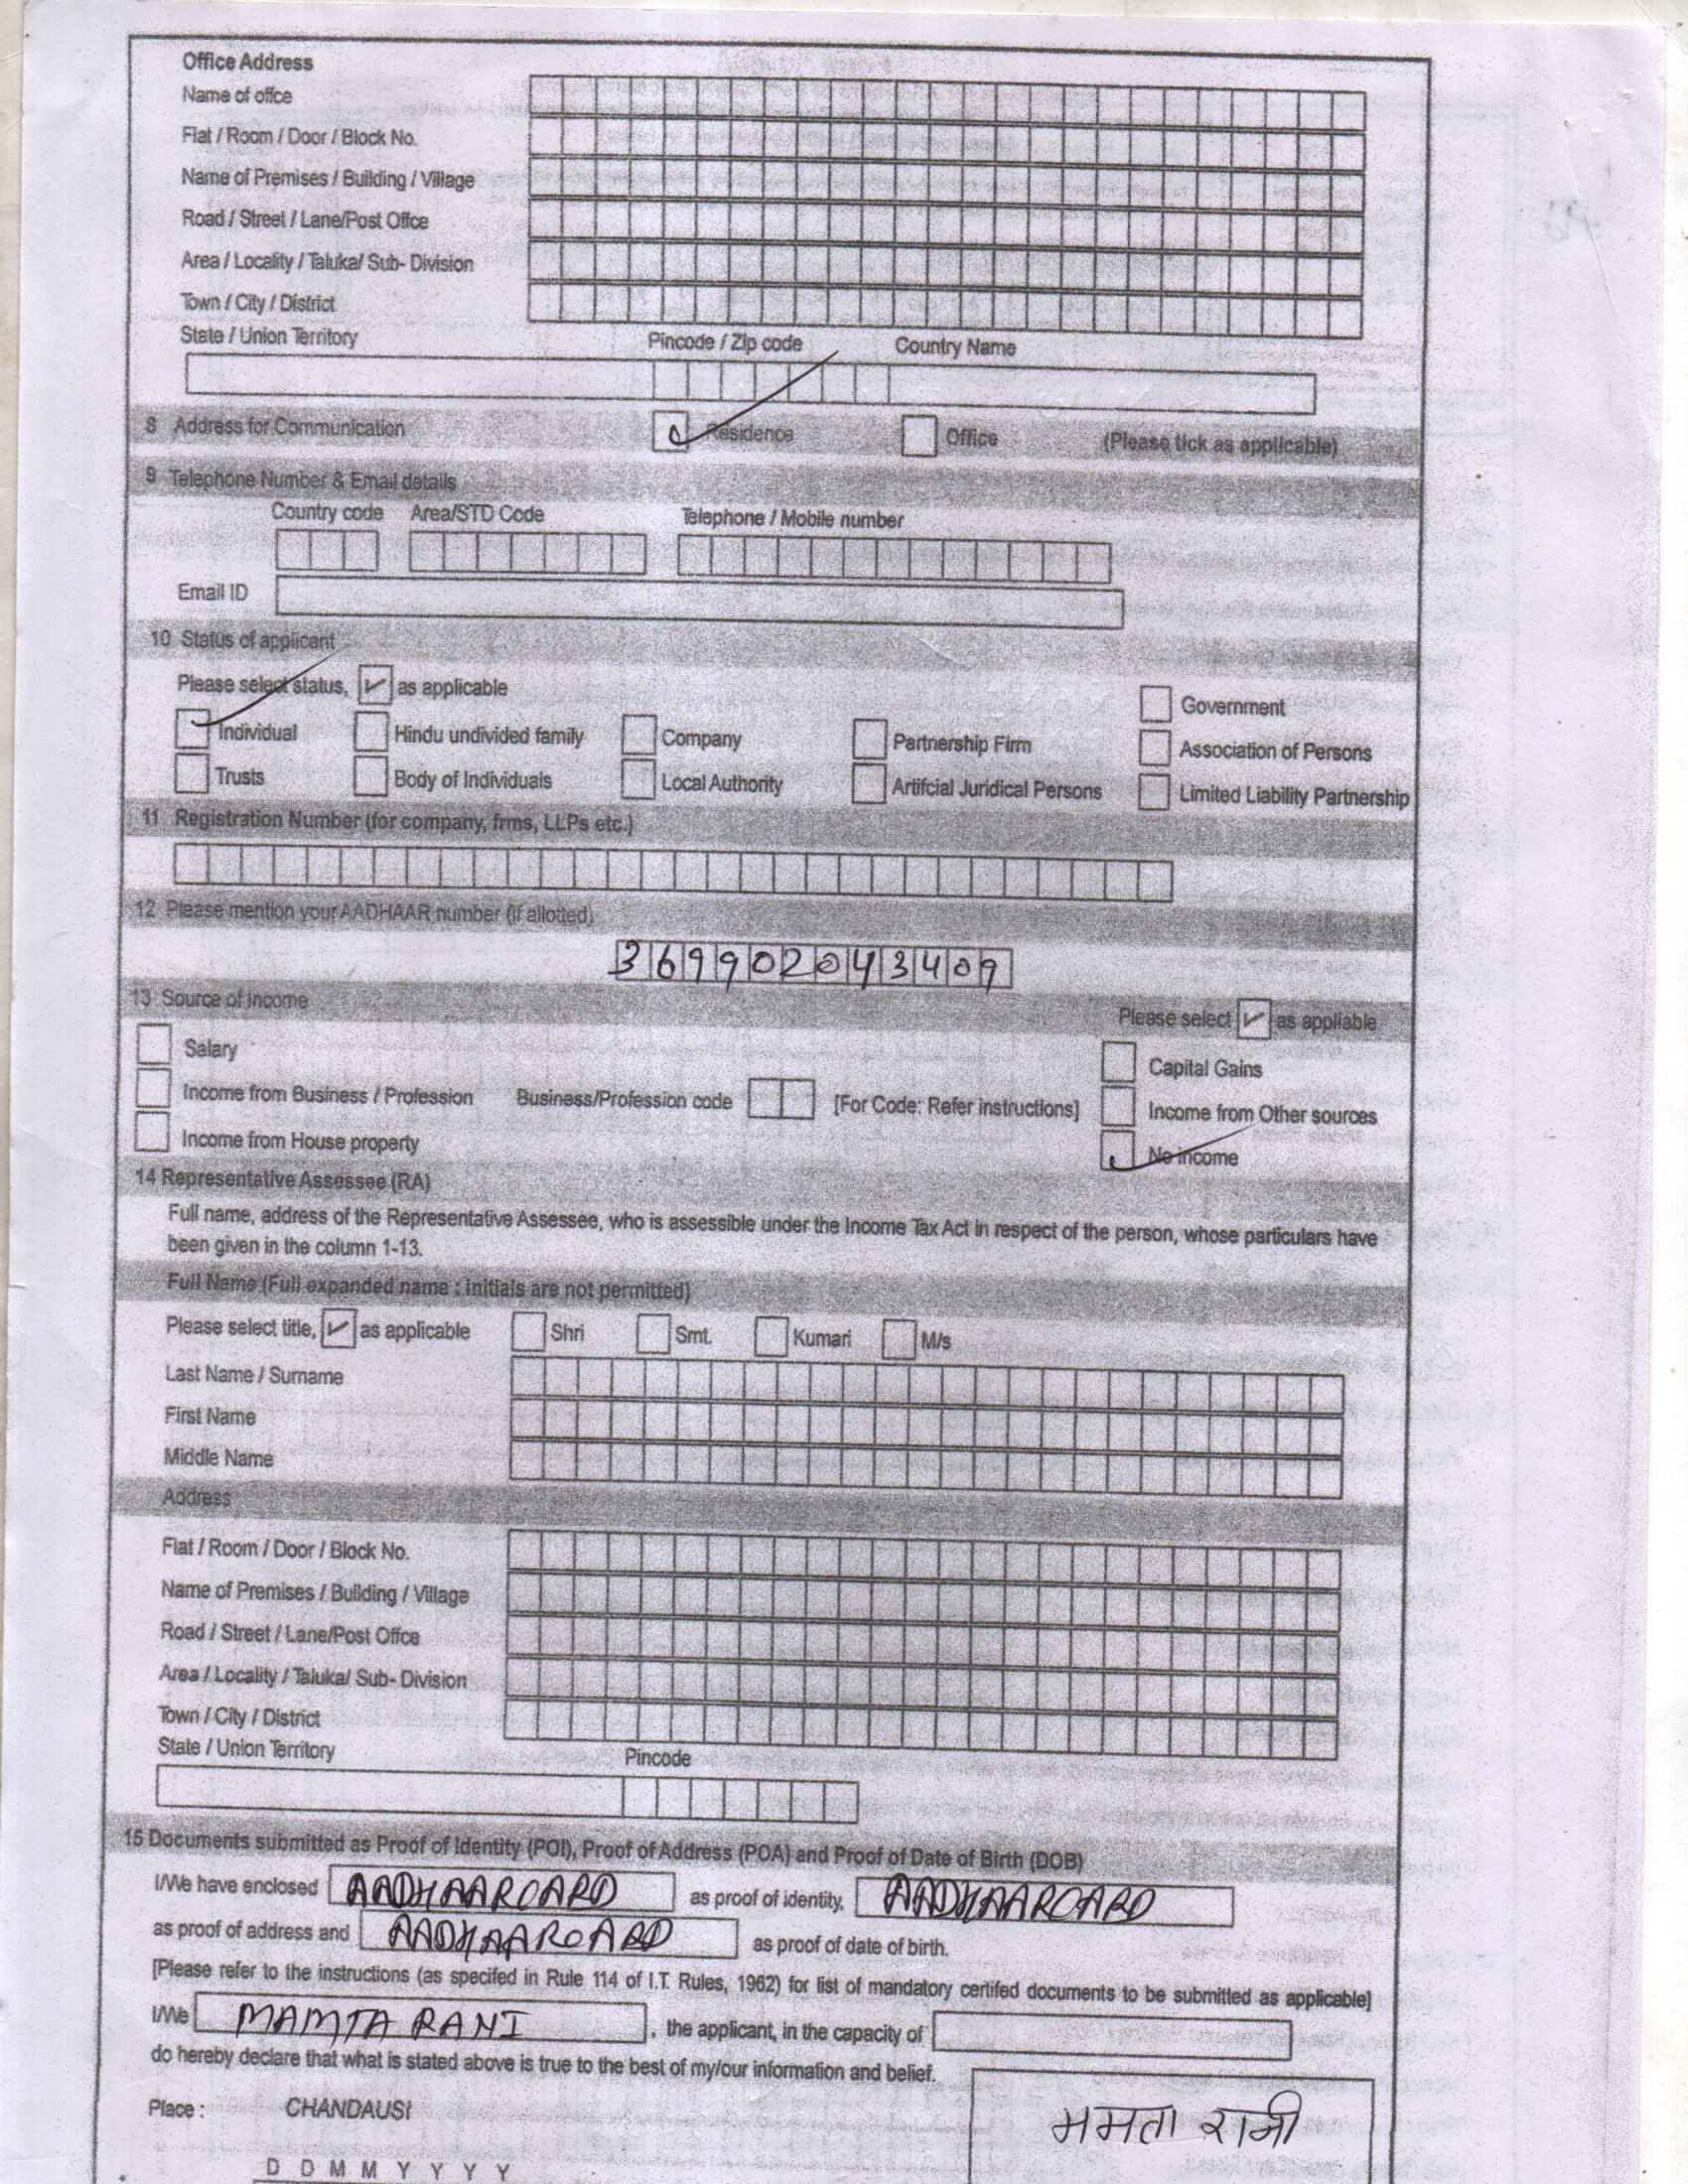 Office Address
Name of offce
Flat / Room / Door / Block No.
Name of Premises / Building / Village
Road / Street / Lane/Post Offce
Area / Locality / Taluka/ Sub- Division
Town / City / District
State / Union Territory Pincode / Zip code Country Name
8 Address for Communication Residence Office (Please tick as applicable)
9 Telephone Number & Email details
Country code Area/STD Code Telephone / Mobile number
Email ID
10 Status of applicant
Please select status, ✓ as applicable
Government
Individual Hindu undivided family Company Partnership Firm Association of Persons
Trusts Body of Individuals Local Authority Artifcial Juridical Persons Limited Liability Partnership
11 Registration Number (for company, frms, LLPs etc.)
12 Please mention your AADHAAR number (if allotted)
369902043409
13 Source of Income Please select ✓ as appliable
Salary Capital Gains
Income from Business / Profession Business/Profession code [For Code: Refer instructions] Income from Other sources
Income from House property No income
14 Representative Assessee (RA)
Full name, address of the Representative Assessee, who is assessible under the Income Tax Act in respect of the person, whose particulars have
been given in the column 1-13.
Full Name (Full expanded name : initials are not permitted)
Please select title, ✓ as applicable Shri Smt. Kumari M/s
Last Name / Surname
First Name
Middle Name
Address
Flat / Room / Door / Block No.
Name of Premises / Building / Village
Road / Street / Lane/Post Offce
Area / Locality / Taluka/ Sub- Division
Town / City / District
State / Union Territory Pincode
15 Documents submitted as Proof of Identity (POI), Proof of Address (POA) and Proof of Date of Birth (DOB)
I/We have enclosed AADHAARCARD as proof of identity, AADHAARCARD
as proof of address and AADHAARCARD as proof of date of birth.
[Please refer to the instructions (as specifed in Rule 114 of I.T. Rules, 1962) for list of mandatory certifed documents to be submitted as applicable]
I/We MAMTA RANI , the applicant, in the capacity of
do hereby declare that what is stated above is true to the best of my/our information and belief.
Place : CHANDAUSI
ममता रानी
D D M M Y Y Y Y